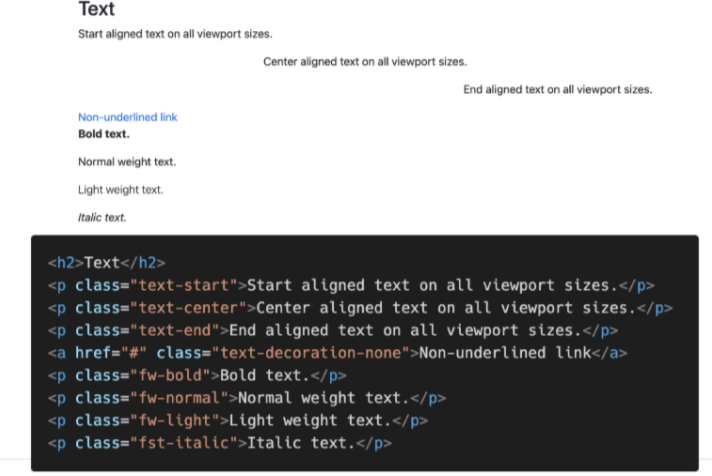 Text
Start aligned text on all viewport sizes.
Center aligned text on all viewport sizes.
End aligned text on all viewport sizes.
Non-underlined link
Bold text.
Normal weight text.
Light weight text.
Italic text.
<h2>Text</h2>
<p class="text-start">Start aligned text on all viewport sizes.</p>
<p class="text-center">Center aligned text on all viewport sizes.</p>
<p class="text-end">End aligned text on all viewport sizes.</p>
<a href="#" class="text-decoration-none">Non-underlined link</a>
<p class="fw-bold">Bold text.</p>
<p class="fw-normal">Normal weight text.</p>
<p class="fw-light">Light weight text.</p>
<p class="fst-italic">Italic text.</p>